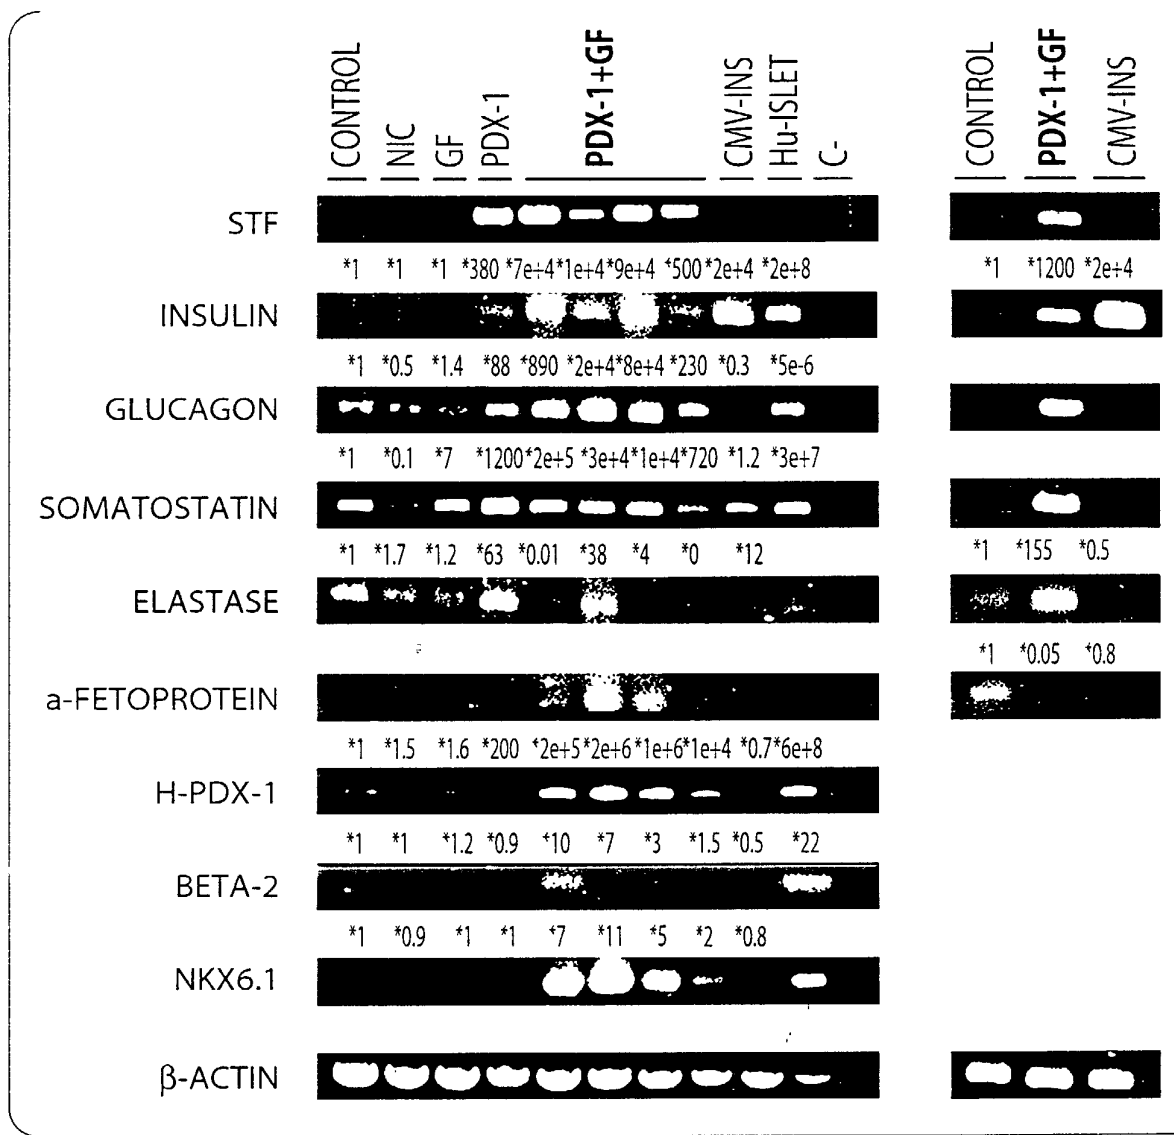 CONTROL NIC GF PDX-1 PDX-1+GF CMV-INS Hu-ISLET C- CONTROL PDX-1+GF CMV-INS
STF
*1 *1 *1 *380 *7e+4 *1e+4 *9e+4 *500 *2e+4 *2e+8 *1 *1200 *2e+4
INSULIN
*1 *0.5 *1.4 *88 *890 *2e+4 *8e+4 *230 *0.3 *5e-6
GLUCAGON
*1 *0.1 *7 *1200 *2e+5 *3e+4 *1e+4 *720 *1.2 *3e+7
SOMATOSTATIN
*1 *1.7 *1.2 *63 *0.01 *38 *4 *0 *12 *1 *155 *0.5
ELASTASE
*1 *0.05 *0.8
a-FETOPROTEIN
*1 *1.5 *1.6 *200 *2e+5 *2e+6 *1e+6 *1e+4 *0.7 *6e+8
H-PDX-1
*1 *1 *1.2 *0.9 *10 *7 *3 *1.5 *0.5 *22
BETA-2
*1 *0.9 *1 *1 *7 *11 *5 *2 *0.8
NKX6.1
β-ACTIN